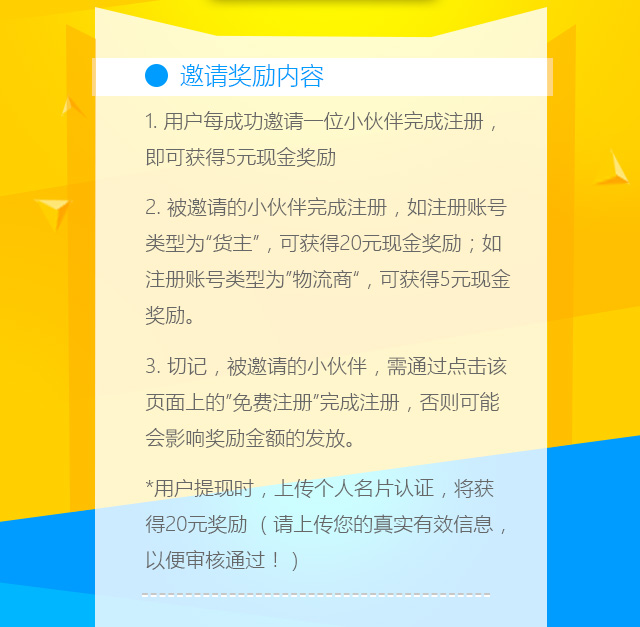 邀请奖励内容
1. 用户每成功邀请一位小伙伴完成注册，
即可获得5元现金奖励
2. 被邀请的小伙伴完成注册，如注册账号
类型为“货主”，可获得20元现金奖励；如
注册账号类型为”物流商“，可获得5元现金
奖励。
3. 切记，被邀请的小伙伴，需通过点击该
页面上的”免费注册”完成注册，否则可能
会影响奖励金额的发放。
*用户提现时，上传个人名片认证，将获
得20元奖励 （ 请上传您的真实有效信息，
以便审核通过！ ）